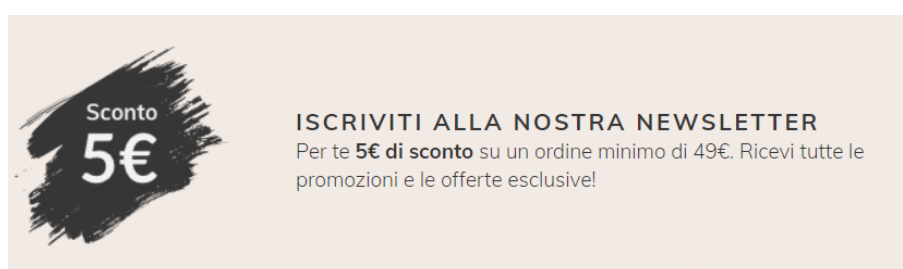 Sconto
5€
ISCRIVITI ALLA NOSTRA NEWSLETTER
Per te 5€ di sconto su un ordine minimo di 49€. Ricevi tutte le
promozioni e le offerte esclusive!